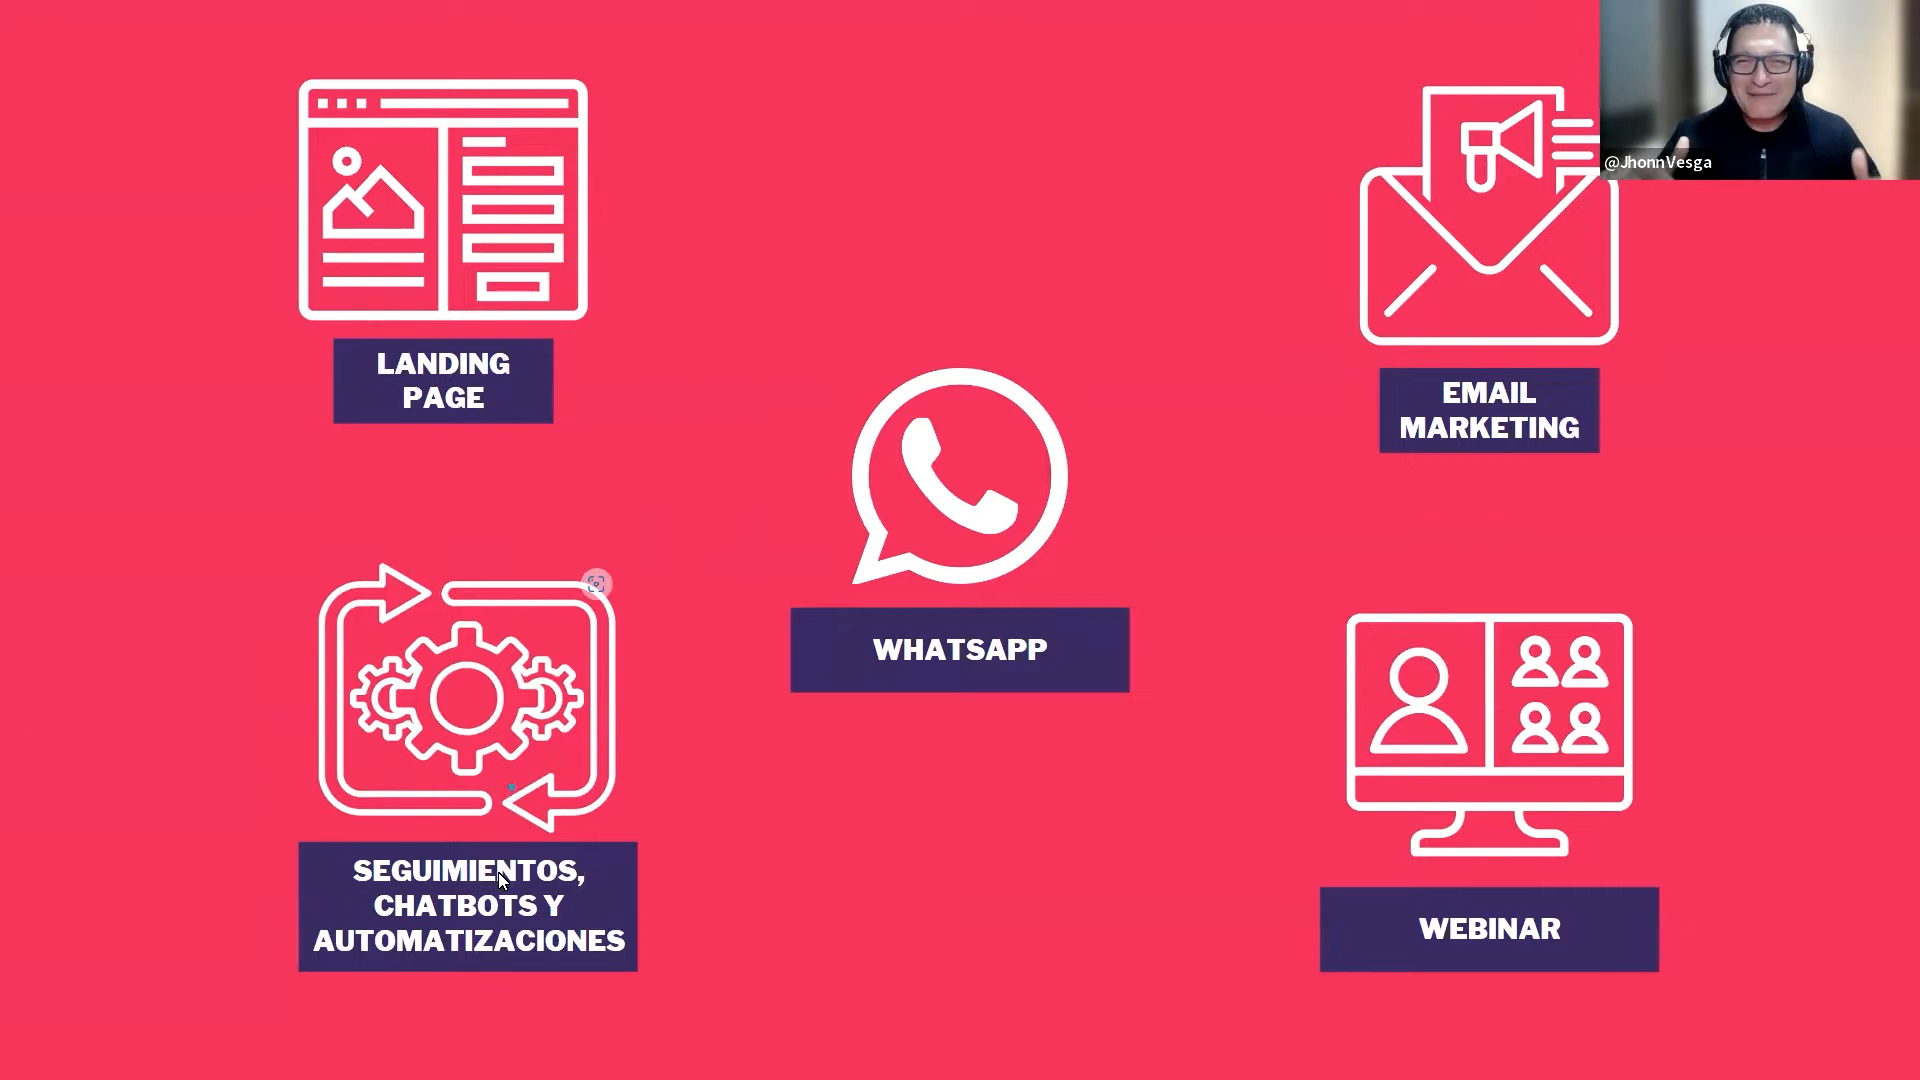 @JhonnVesga
LANDING
PAGE
EMAIL
MARKETING
WHATSAPP
SEGUIMIENTOS,
CHATBOTS Y
AUTOMATIZACIONES
WEBINAR